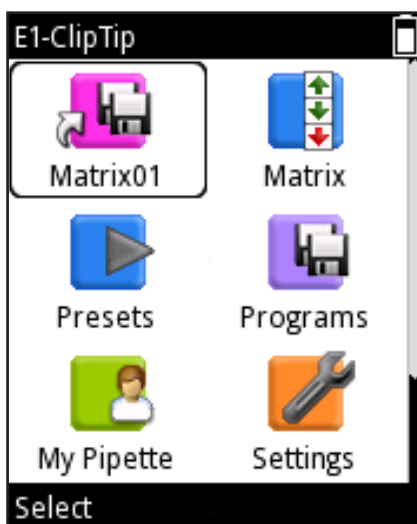 E1-ClipTip
Matrix01
Matrix
Presets
Programs
My Pipette
Settings
Select